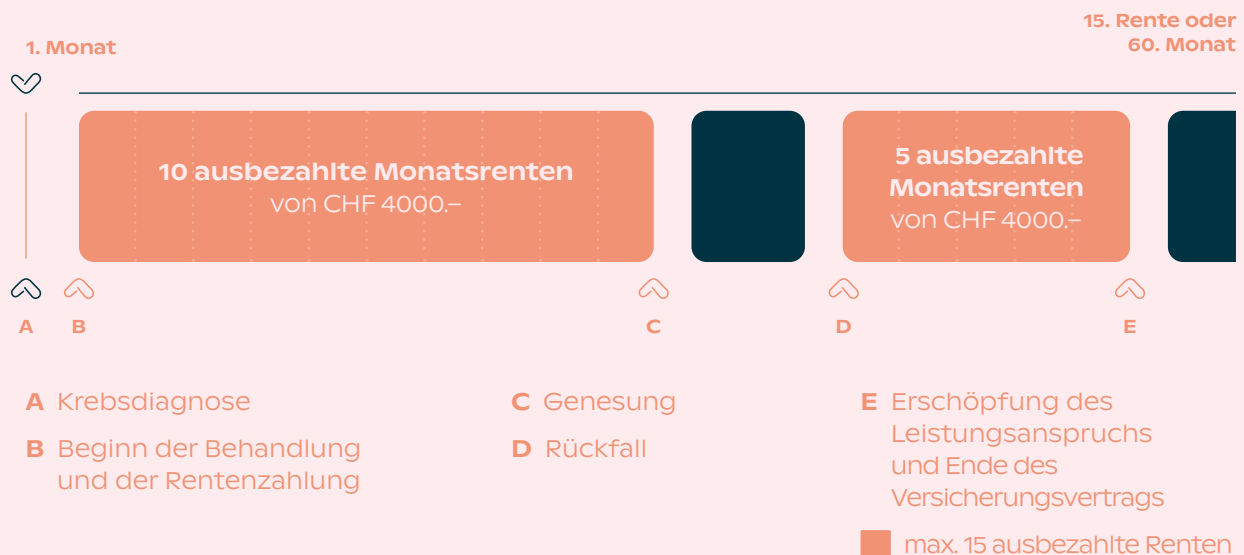 15. Rente oder
60. Monat
1. Monat
10 ausbezahlte Monatsrenten
von CHF 4000.–
5 ausbezahlte
Monatsrenten
von CHF 4000.–
A B C D E
A Krebsdiagnose
B Beginn der Behandlung
und der Rentenzahlung
C Genesung
D Rückfall
E Erschöpfung des
Leistungsanspruchs
und Ende des
Versicherungsvertrags
max. 15 ausbezahlte Renten